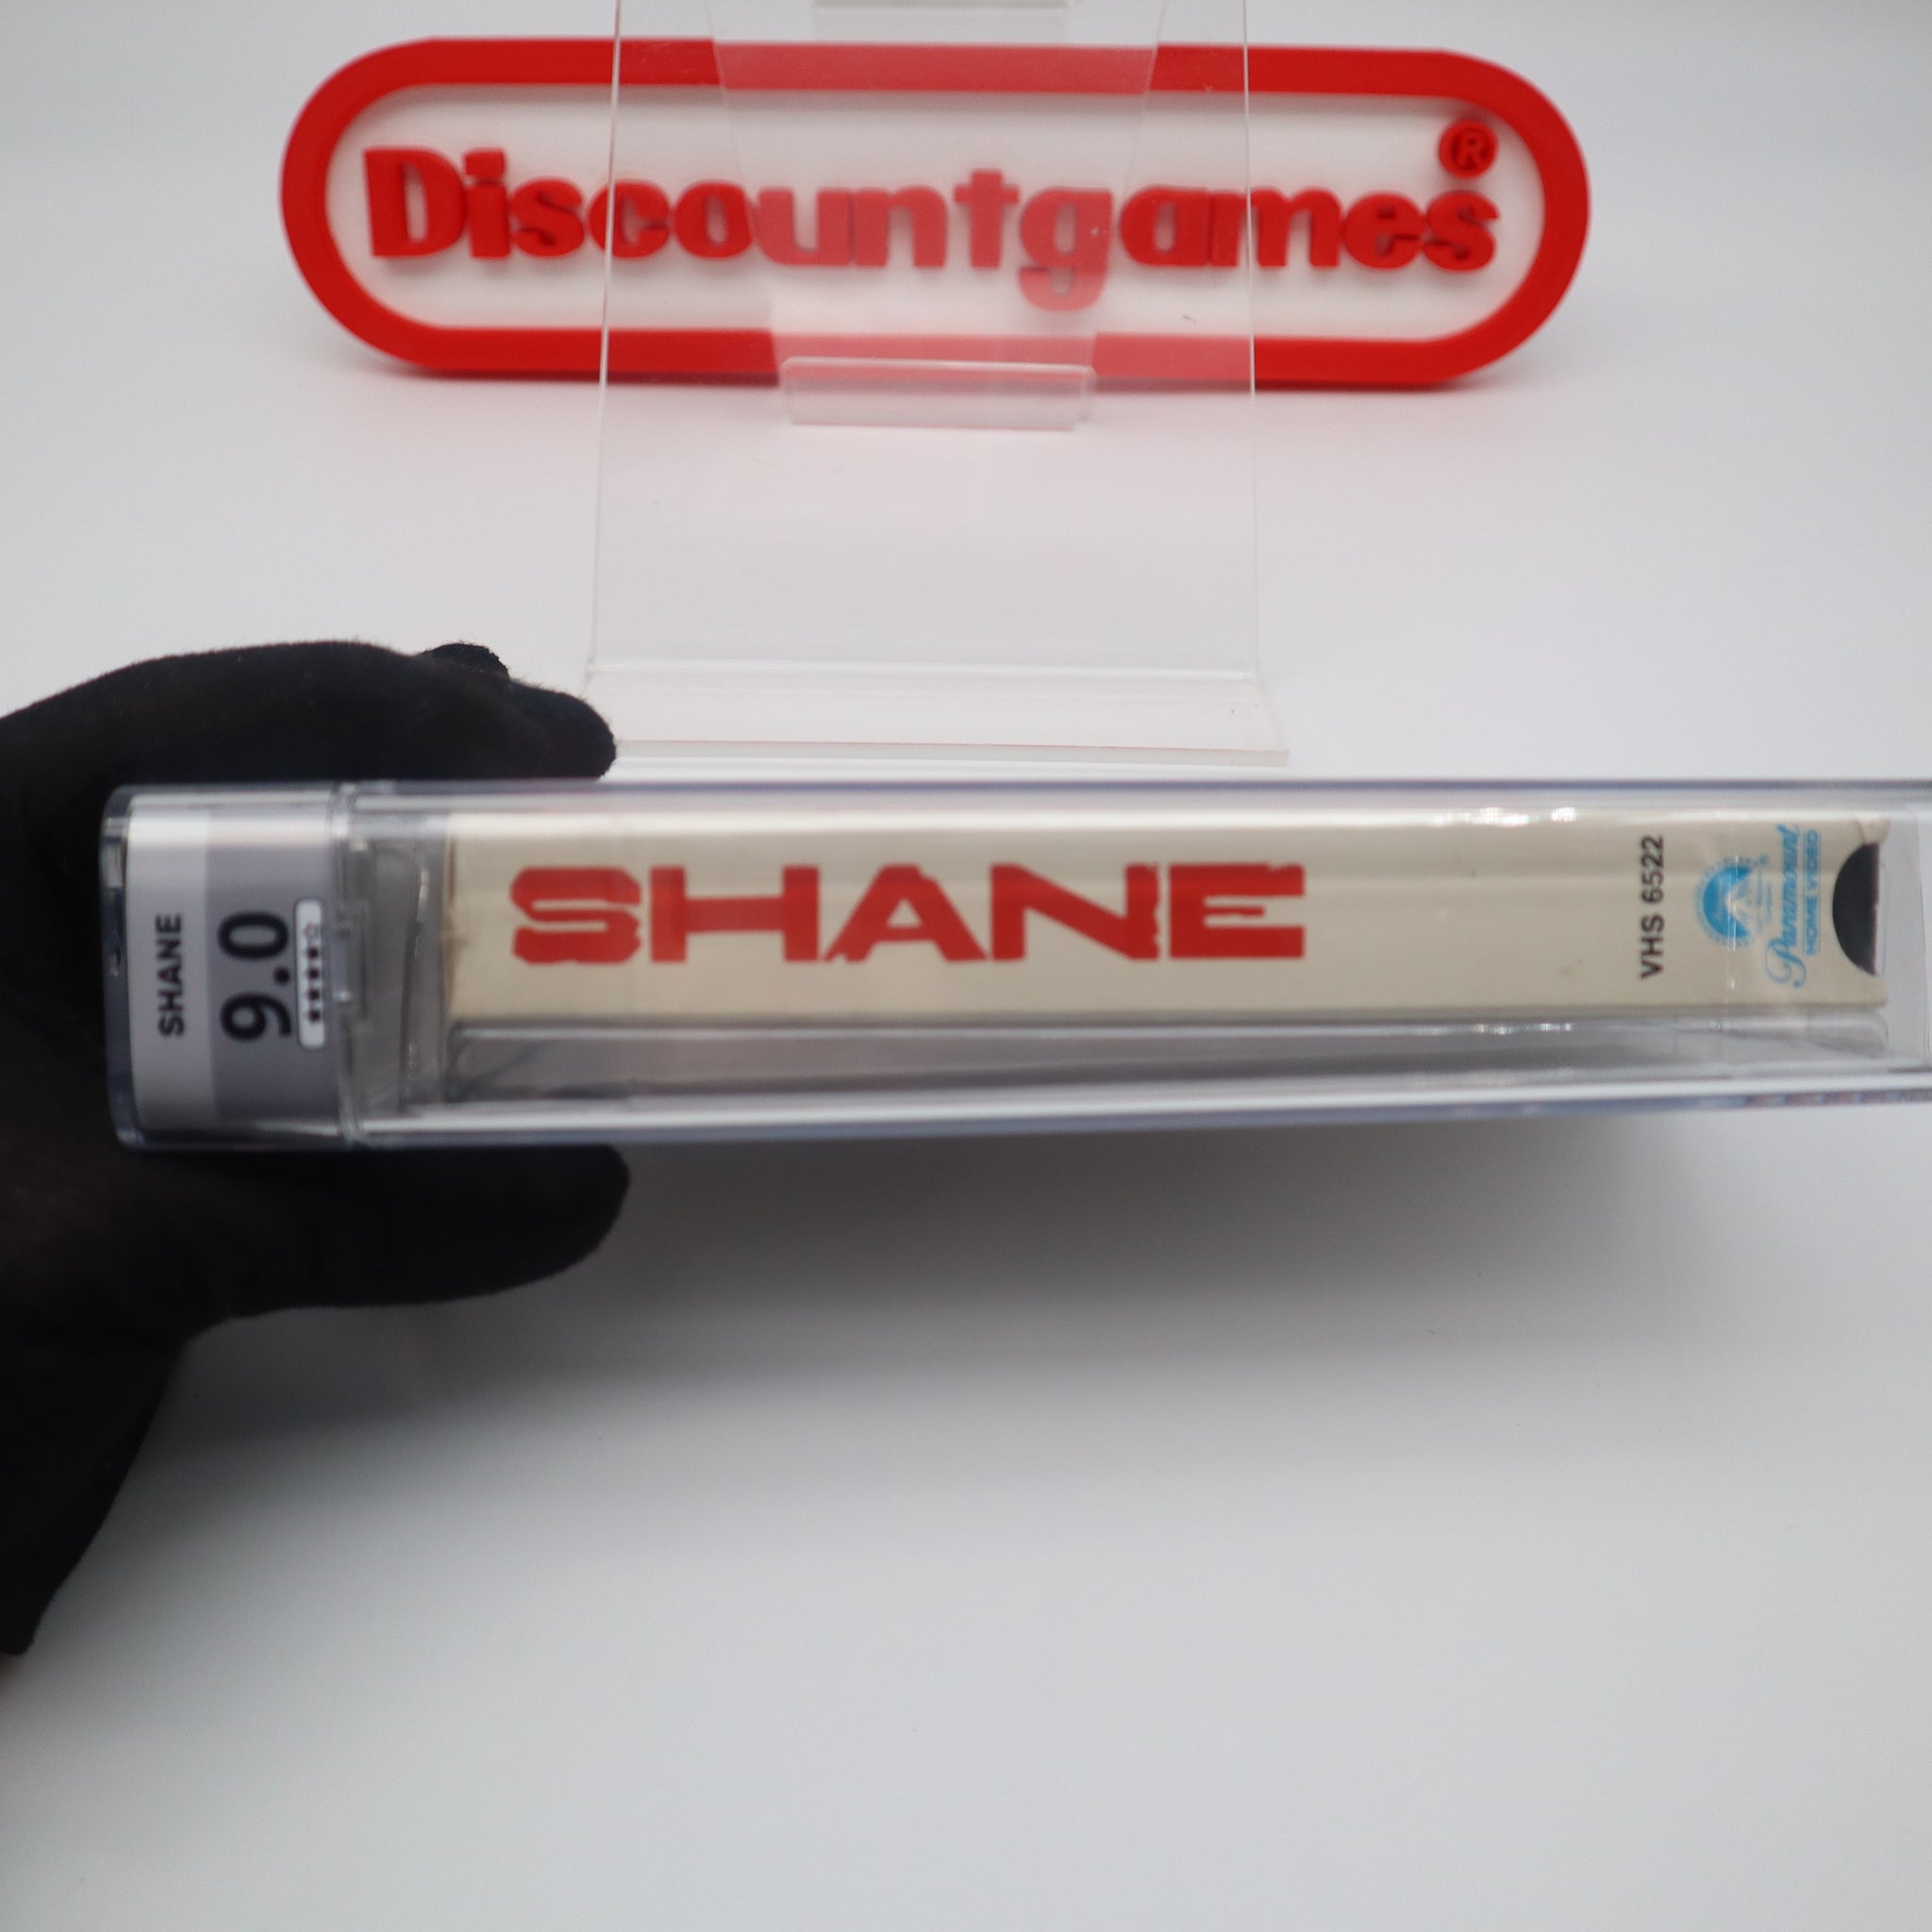 Discountgames®
SHANE
9.0
SHANE
VHS 6522
Paramount
HOME VIDEO